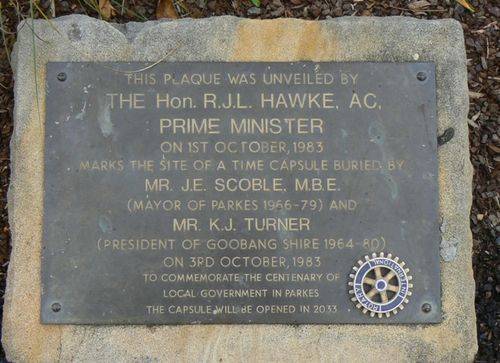 THIS PLAQUE WAS UNVEILED BY
THE Hon. R.J.L. HAWKE, AC,
PRIME MINISTER
ON 1ST OCTOBER, 1983
MARKS THE SITE OF A TIME CAPSULE BURIED BY
MR. J.E. SCOBLE, M.B.E.
(MAYOR OF PARKES 1966-79) AND
MR. K.J. TURNER
(PRESIDENT OF GOOBANG SHIRE 1964-80)
ON 3RD OCTOBER, 1983
TO COMMEMORATE THE CENTENARY OF
LOCAL GOVERNMENT IN PARKES
THE CAPSULE WILL BE OPENED IN 2033
ROTARY INTERNATIONAL